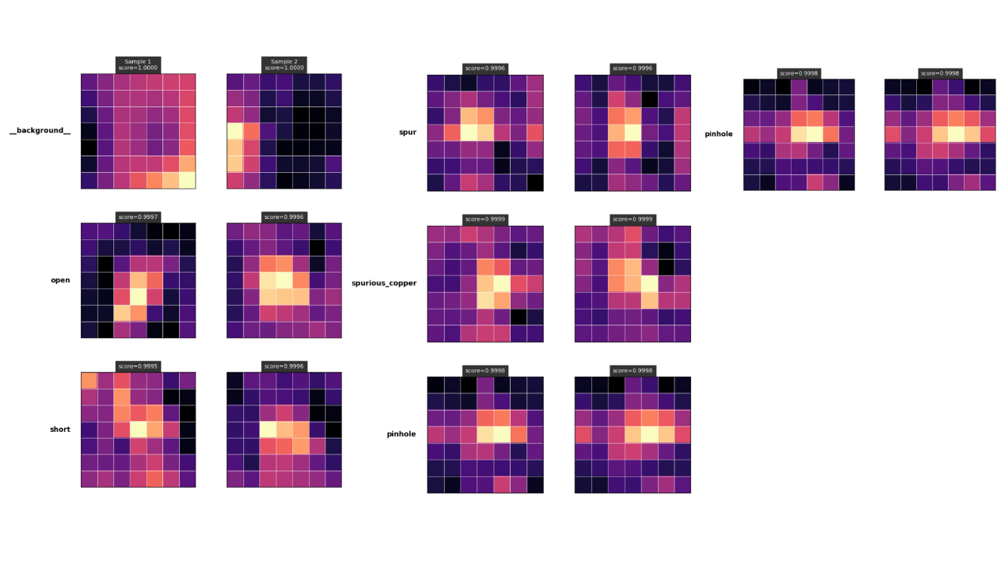 Sample 1
score=1.0000
Sample 2
score=1.0000
__background__
score=0.9997
score=0.9996
open
score=0.9995
score=0.9996
short
score=0.9996
score=0.9996
spur
score=0.9999
score=0.9999
spurious_copper
score=0.9998
score=0.9998
pinhole
score=0.9998
score=0.9998
pinhole